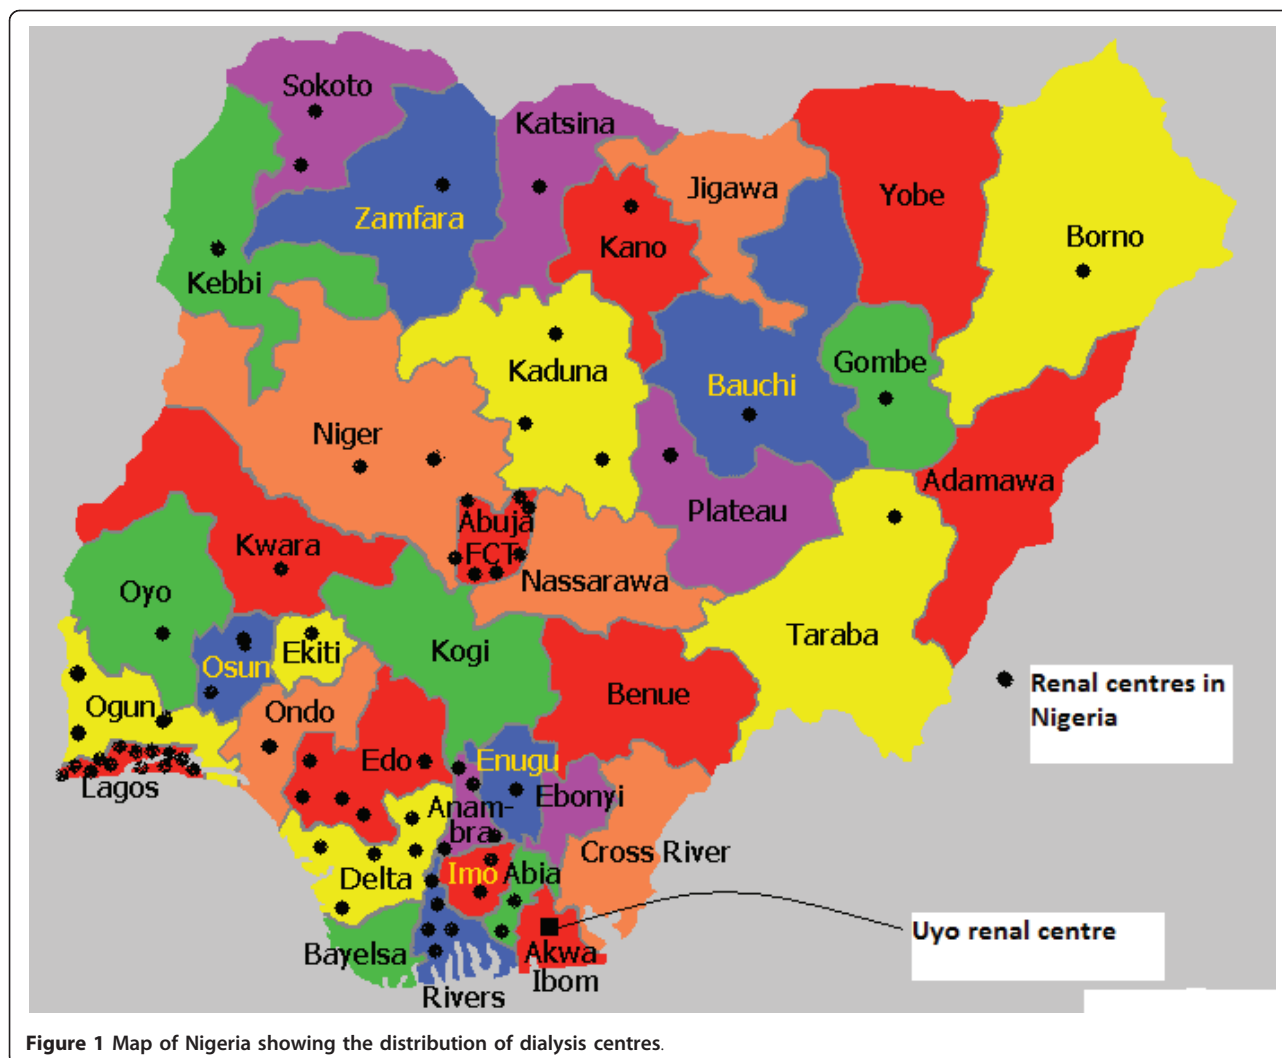 Sokoto
Katsina
Zamfara
Kebbi
Kano
Jigawa
Yobe
Borno
Kaduna
Bauchi
Gombe
Niger
Plateau
Adamawa
Abuja
FCT
Nassarawa
Kwara
Oyo
Osun
Ekiti
Kogi
Benue
Taraba
Ogun
Lagos
Ondo
Edo
Enugu
Anam-
bra
Ebonyi
Cross River
Delta
Imo
Abia
Bayelsa
Rivers
Akwa
Ibom
Renal centres in
Nigeria
Uyo renal centre
Figure 1 Map of Nigeria showing the distribution of dialysis centres.